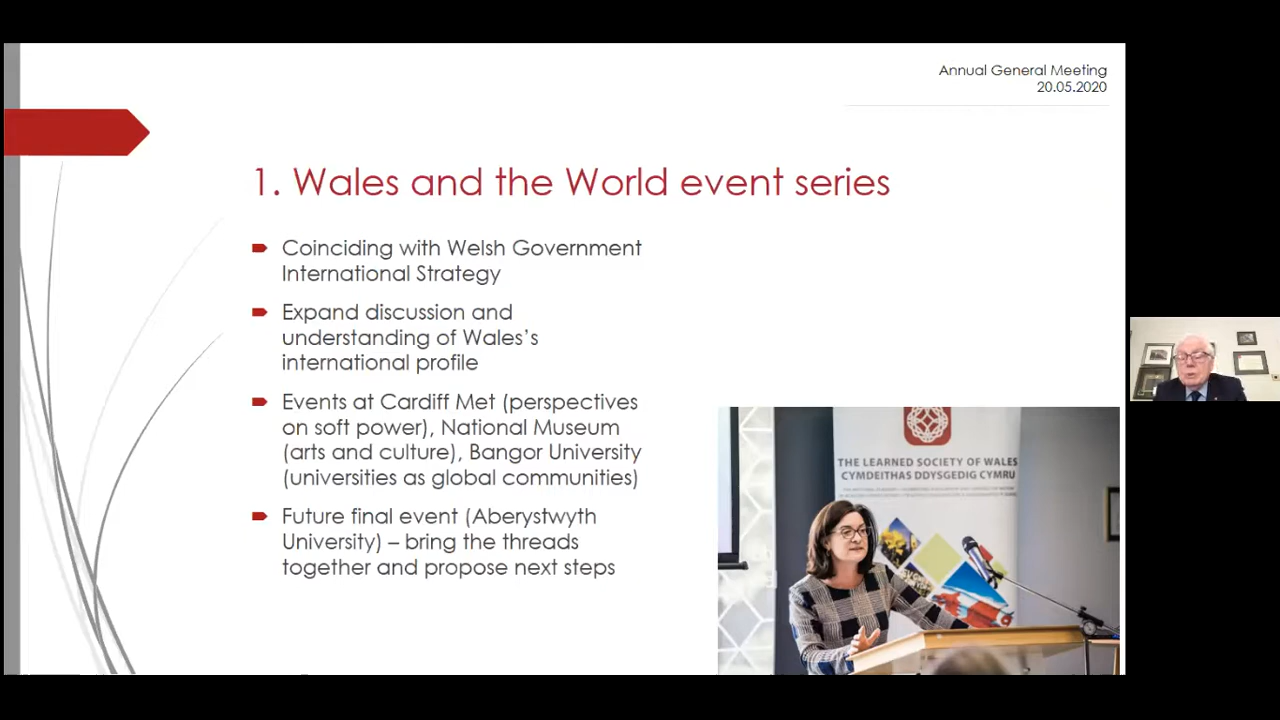 Annual General Meeting
20.05.2020
1. Wales and the World event series
Coinciding with Welsh Government
International Strategy
Expand discussion and
understanding of Wales’s
international profile
Events at Cardiff Met (perspectives
on soft power), National Museum
(arts and culture), Bangor University
(universities as global communities)
Future final event (Aberystwyth
University) – bring the threads
together and propose next steps
THE LEARNED SOCIETY OF WALES
CYMDEITHAS DDYSGEDIG CYMRU